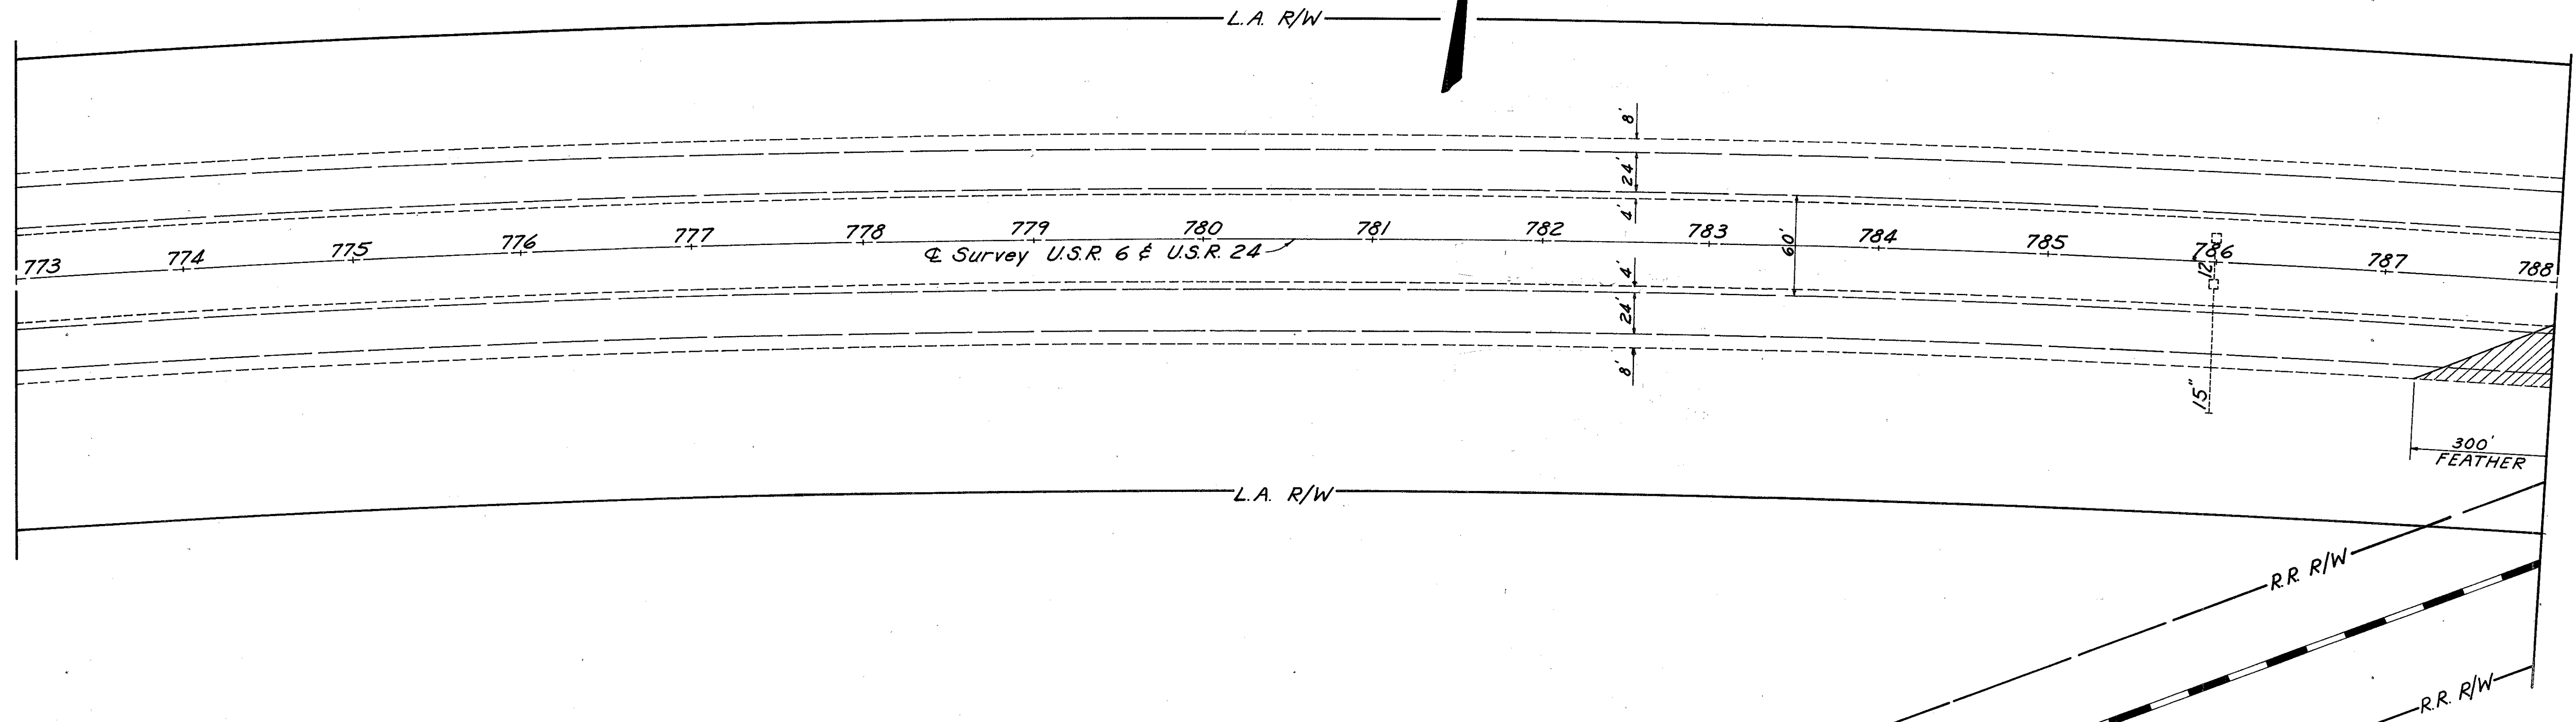 L.A. R/W
8'
24'
4'
773 774 775 776 777 778 779 780 781 782 783 784 785 786 787 788
℄ Survey U.S.R. 6 & U.S.R. 24
60'
12"
4'
24'
8'
15"
300'
FEATHER
L.A. R/W
R.R. R/W
R.R. R/W